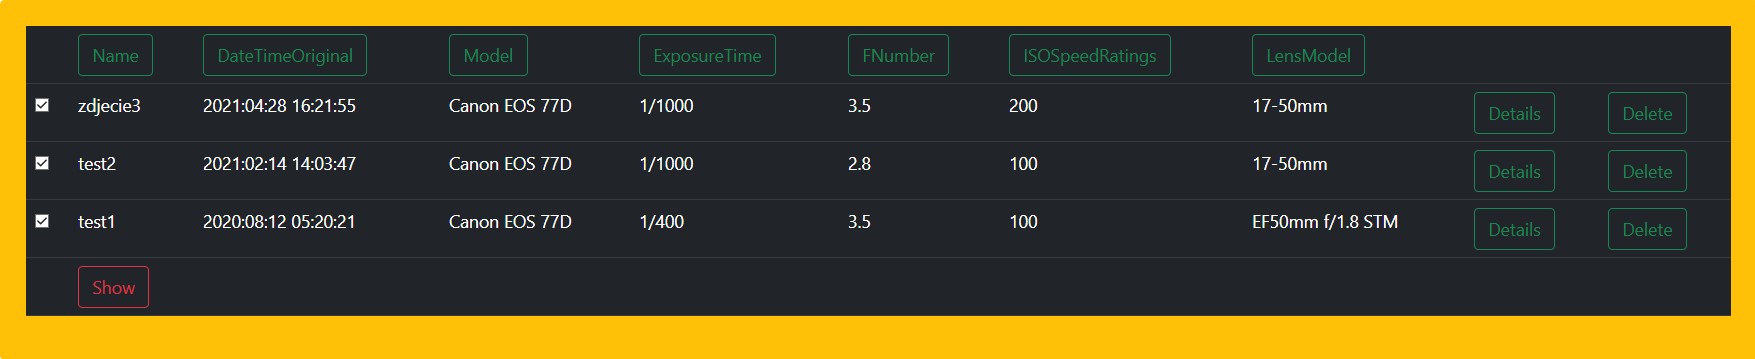 Name DateTimeOriginal Model ExposureTime FNumber ISOSpeedRatings LensModel
zdjecie3 2021:04:28 16:21:55 Canon EOS 77D 1/1000 3.5 200 17-50mm Details Delete
test2 2021:02:14 14:03:47 Canon EOS 77D 1/1000 2.8 100 17-50mm Details Delete
test1 2020:08:12 05:20:21 Canon EOS 77D 1/400 3.5 100 EF50mm f/1.8 STM Details Delete
Show